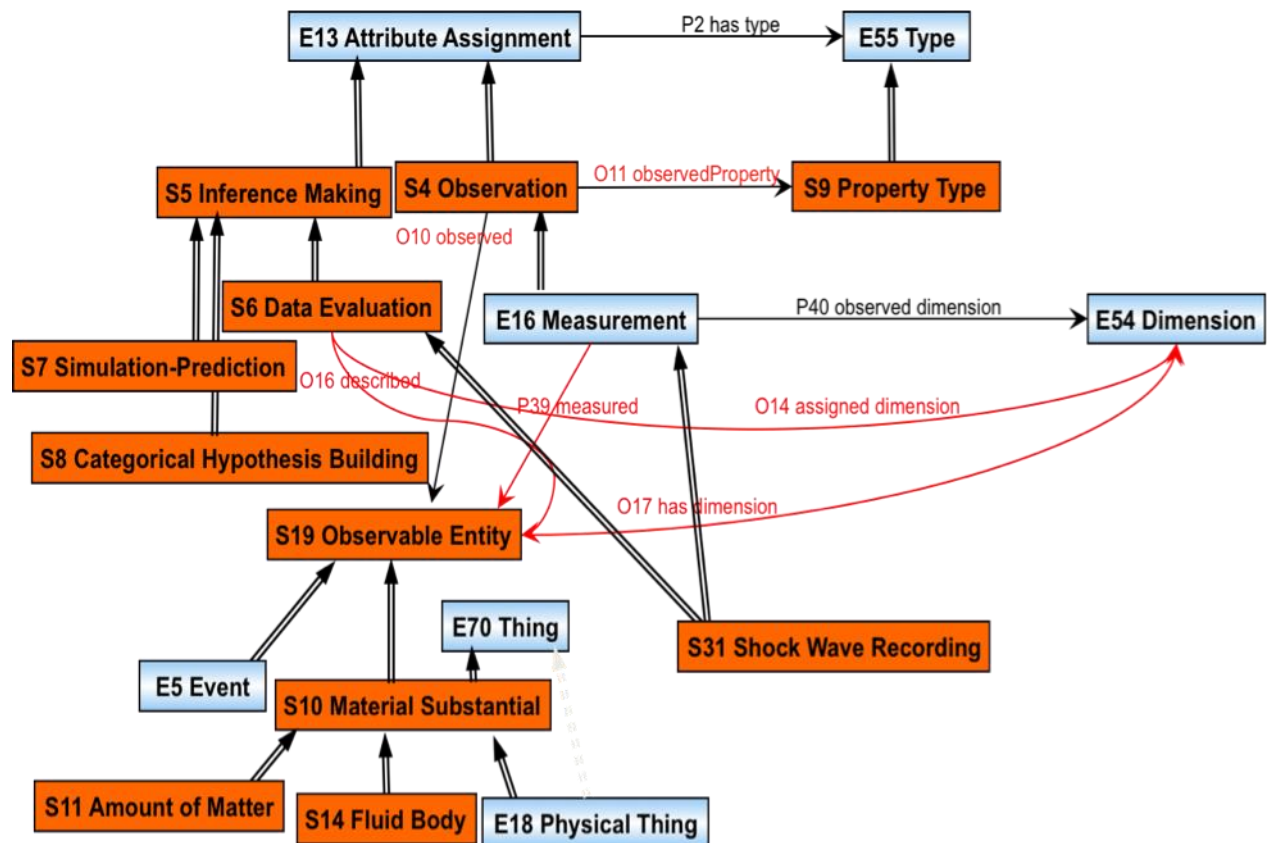 E13 Attribute Assignment
P2 has type
E55 Type
S5 Inference Making
S4 Observation
O11 observedProperty
S9 Property Type
O10 observed
S6 Data Evaluation
E16 Measurement
P40 observed dimension
E54 Dimension
S7 Simulation-Prediction
O16 described
P39 measured
O14 assigned dimension
S8 Categorical Hypothesis Building
O17 has dimension
S19 Observable Entity
E70 Thing
S31 Shock Wave Recording
E5 Event
S10 Material Substantial
S11 Amount of Matter
S14 Fluid Body
E18 Physical Thing